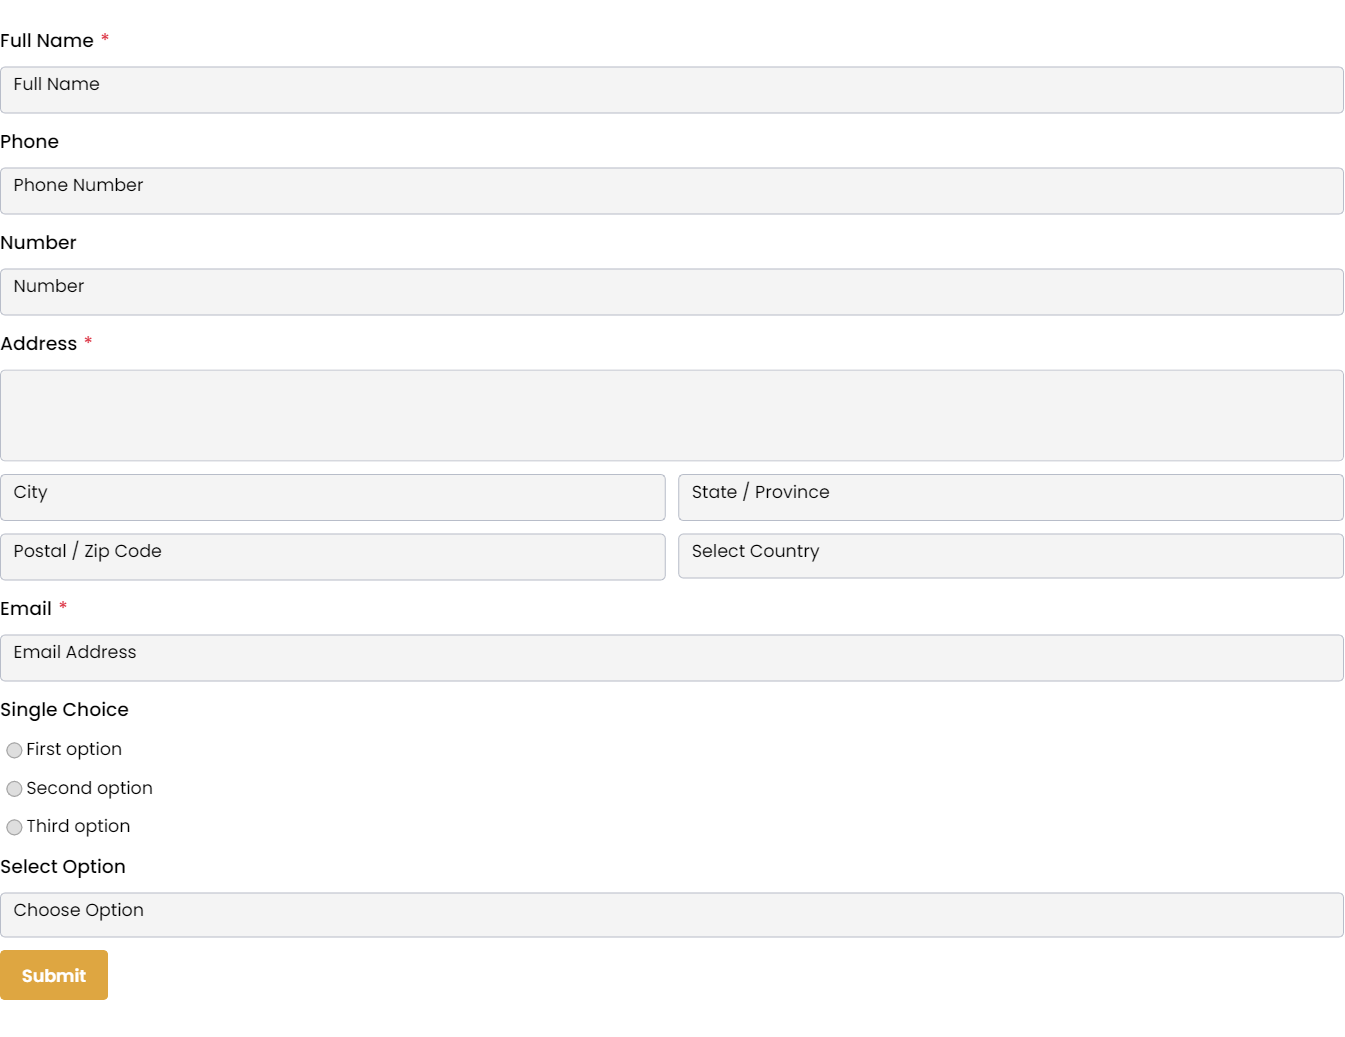 Full Name *
Full Name
Phone
Phone Number
Number
Number
Address *
City
State / Province
Postal / Zip Code
Select Country
Email *
Email Address
Single Choice
First option
Second option
Third option
Select Option
Choose Option
Submit